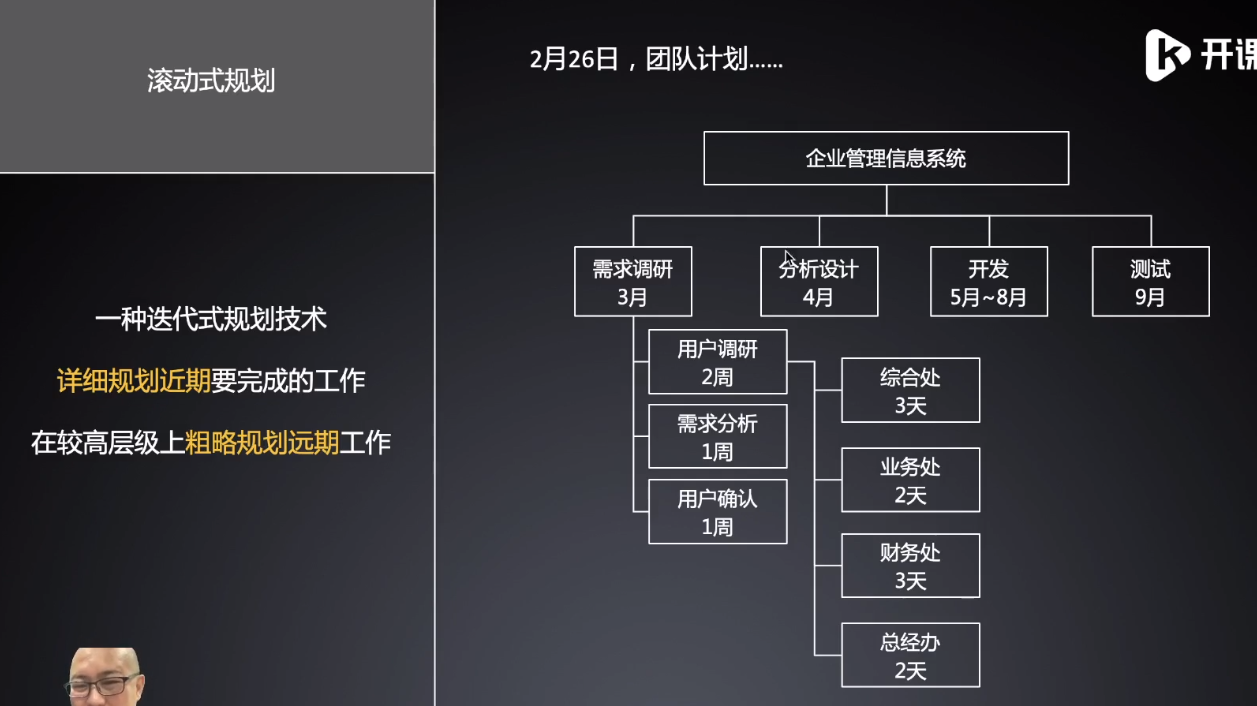 滚动式规划
一种迭代式规划技术
详细规划近期要完成的工作
在较高层级上粗略规划远期工作
2月26日，团队计划......
开课
企业管理信息系统
需求调研
3月
分析设计
4月
开发
5月~8月
测试
9月
用户调研
2周
需求分析
1周
用户确认
1周
综合处
3天
业务处
2天
财务处
3天
总经办
2天